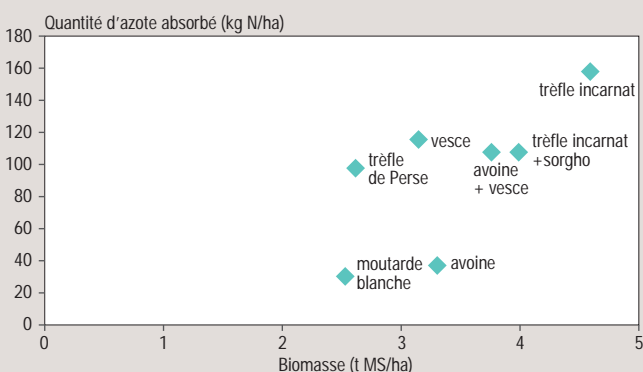 Quantité d'azote absorbé (kg N/ha)
180
160
140
120
100
80
60
40
20
0
trèfle incarnat
vesce
trèfle incarnat
+sorgho
trèfle
de Perse
avoine
+ vesce
moutarde
blanche
avoine
0 1 2 3 4 5
Biomasse (t MS/ha)